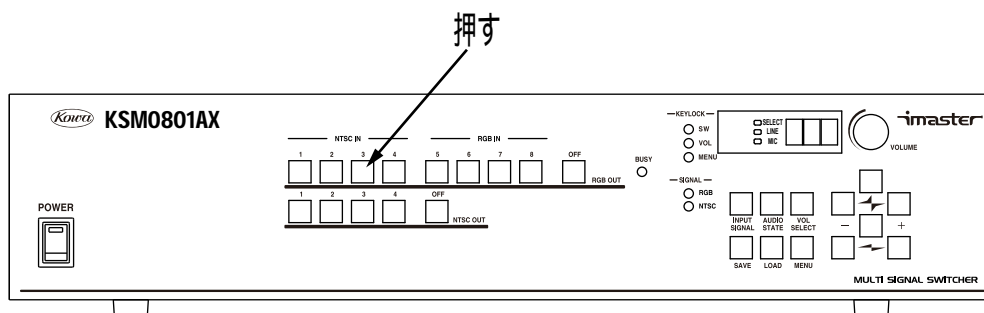 押す
Kowa KSM0801AX
NTSC IN RGB IN
1 2 3 4 5 6 7 8 OFF
RGB OUT
1 2 3 4 OFF
NTSC OUT
BUSY
POWER
KEYLOCK
SW
VOL
MENU
SIGNAL
RGB
NTSC
SELECT
LINE
MIC
VOLUME
imaster
INPUT SIGNAL
AUDIO STATE
VOL SELECT
SAVE LOAD MENU
− +
MULTI SIGNAL SWITCHER